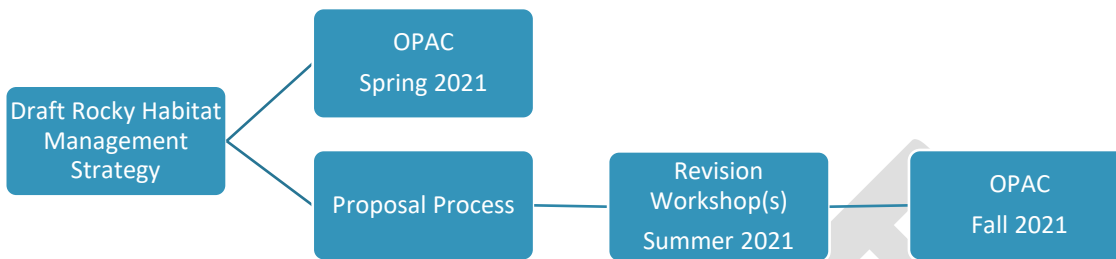 Draft Rocky Habitat
Management
Strategy
OPAC
Spring 2021
Proposal Process
Revision
Workshop(s)
Summer 2021
OPAC
Fall 2021